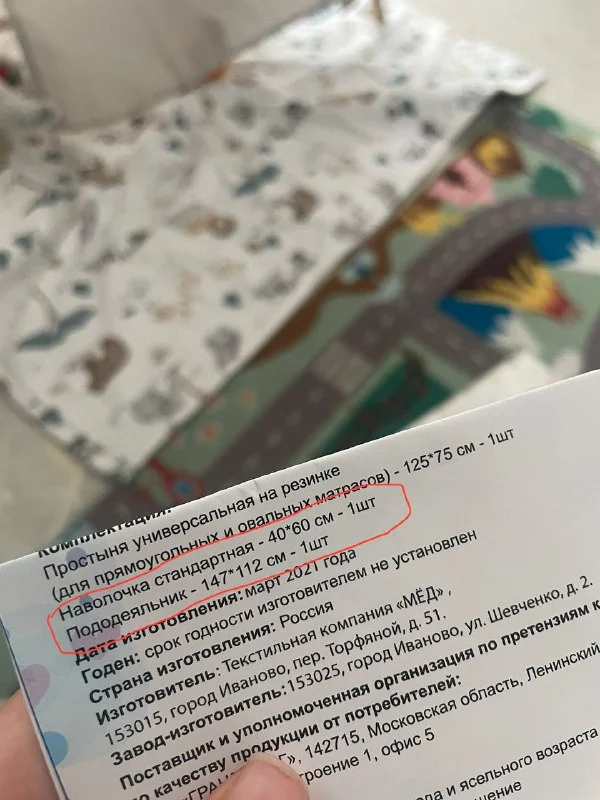 Комплектация:
Простыня универсальная на резинке
(для прямоугольных и овальных матрасов) - 125*75 см - 1шт
Наволочка стандартная - 40*60 см - 1шт
Пододеяльник - 147*112 см - 1шт
Дата изготовления: март 2021 года
Годен: срок годности изготовителем не установлен
Страна изготовления: Россия
Изготовитель: Текстильная компания «МЁД» ,
153015, город Иваново, пер. Торфяной, д. 51.
Завод-изготовитель: 153025, город Иваново, ул. Шевченко, д. 2.
Поставщик и уполномоченная организация по претензиям к
по качеству продукции от потребителей:
Г», 142715, Московская область, Ленинский
строение 1, офис 5
и ясельного возраста